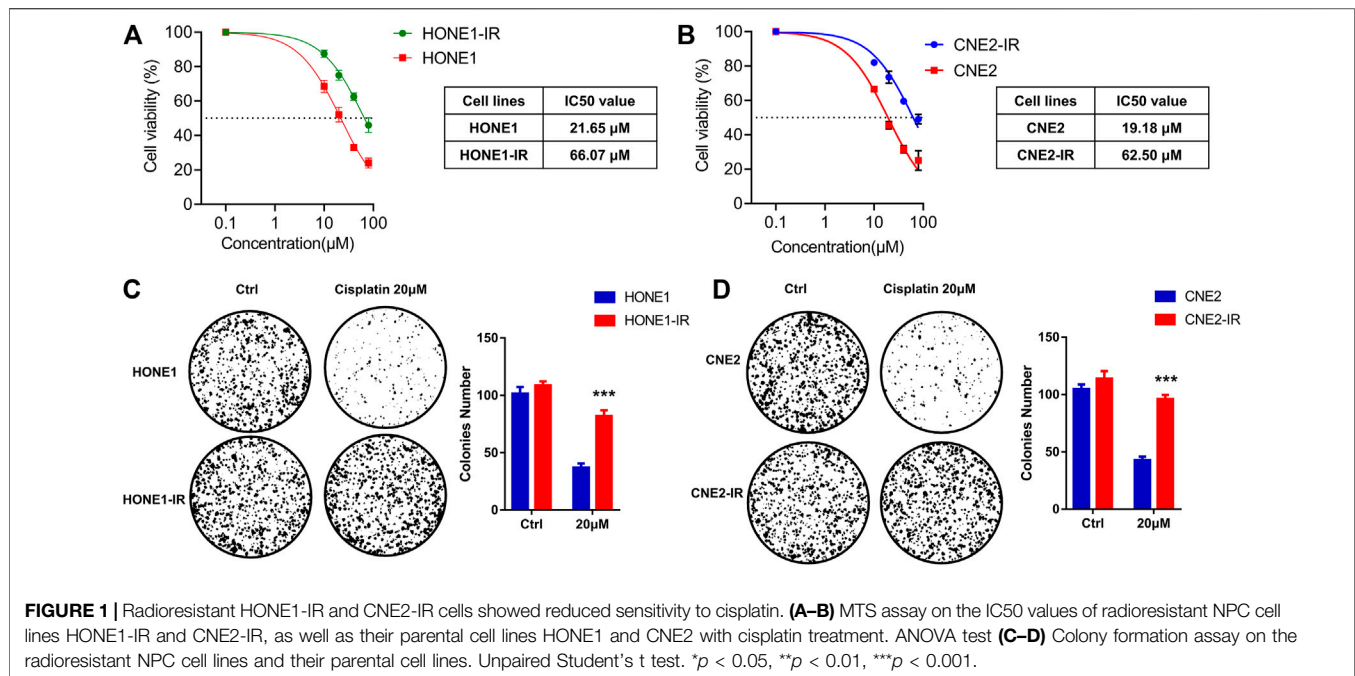 A
Cell viability (%)
100
80
60
40
20
0
0.1
1
10
100
Concentration(µM)
HONE1-IR
HONE1
Cell lines IC50 value
HONE1 21.65 µM
HONE1-IR 66.07 µM
B
Cell viability (%)
100
80
60
40
20
0
0.1
1
10
100
Concentration(µM)
CNE2-IR
CNE2
Cell lines IC50 value
CNE2 19.18 µM
CNE2-IR 62.50 µM
C
Ctrl
Cisplatin 20µM
HONE1
HONE1-IR
HONE1
HONE1-IR
Colonies Number
150
100
50
0
***
Ctrl
20µM
D
Ctrl
Cisplatin 20µM
CNE2
CNE2-IR
CNE2
CNE2-IR
Colonies Number
150
100
50
0
***
Ctrl
20µM
FIGURE 1 | Radioresistant HONE1-IR and CNE2-IR cells showed reduced sensitivity to cisplatin. (A–B) MTS assay on the IC50 values of radioresistant NPC cell
lines HONE1-IR and CNE2-IR, as well as their parental cell lines HONE1 and CNE2 with cisplatin treatment. ANOVA test (C–D) Colony formation assay on the
radioresistant NPC cell lines and their parental cell lines. Unpaired Student’s t test. *p < 0.05, **p < 0.01, ***p < 0.001.